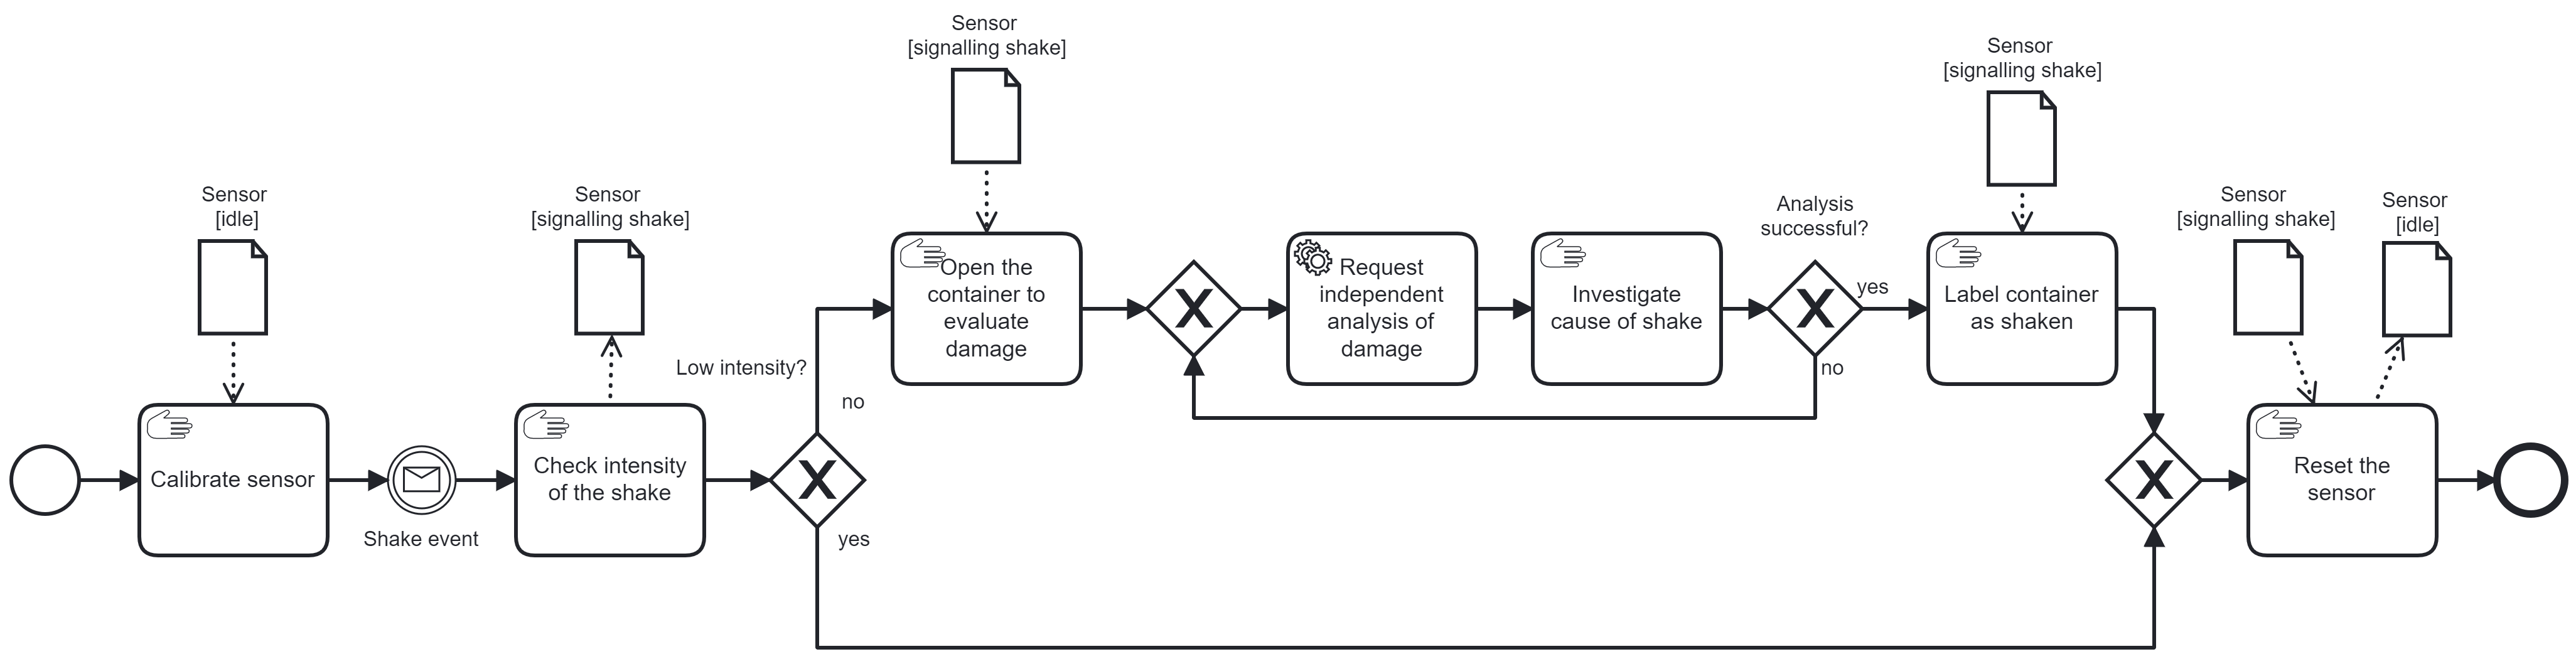 Sensor
[signalling shake]
Sensor
[signalling shake]
Sensor
[idle]
Sensor
[signalling shake]
Analysis
successful?
Sensor
[signalling shake]
Sensor
[idle]
Open the
container to
evaluate
damage
Request
independent
analysis of
damage
Investigate
cause of shake
yes
Label container
as shaken
Low intensity?
no
no
Calibrate sensor
Shake event
Check intensity
of the shake
yes
Reset the
sensor